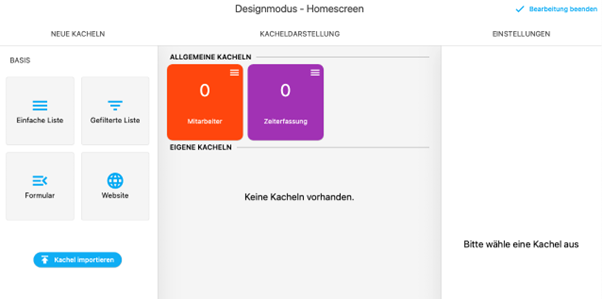 Designmodus - Homescreen
Bearbeitung beenden
NEUE KACHELN
KACHELDARSTELLUNG
EINSTELLUNGEN
BASIS
Einfache Liste
Gefilterte Liste
Formular
Website
Kachel importieren
ALLGEMEINE KACHELN
0
Mitarbeiter
0
Zeiterfassung
EIGENE KACHELN
Keine Kacheln vorhanden.
Bitte wähle eine Kachel aus